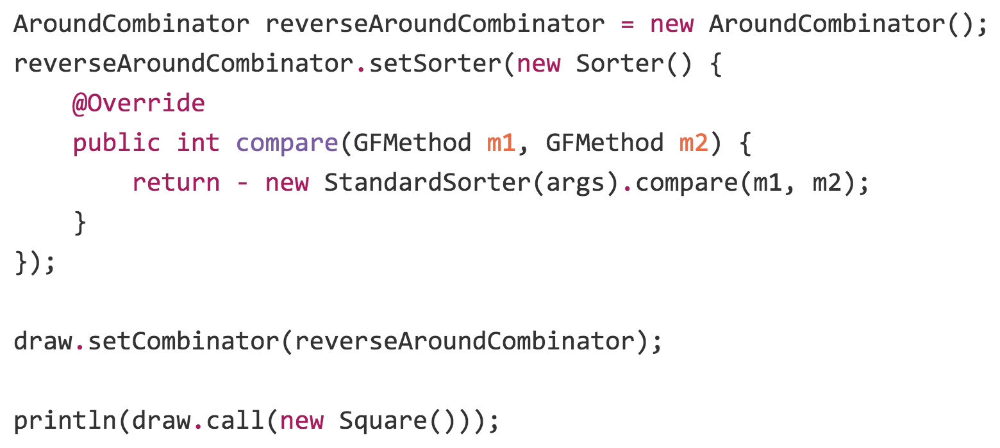 AroundCombinator reverseAroundCombinator = new AroundCombinator();
reverseAroundCombinator.setSorter(new Sorter() {
    @Override
    public int compare(GFMethod m1, GFMethod m2) {
        return - new StandardSorter(args).compare(m1, m2);
    }
});
draw.setCombinator(reverseAroundCombinator);
println(draw.call(new Square()));